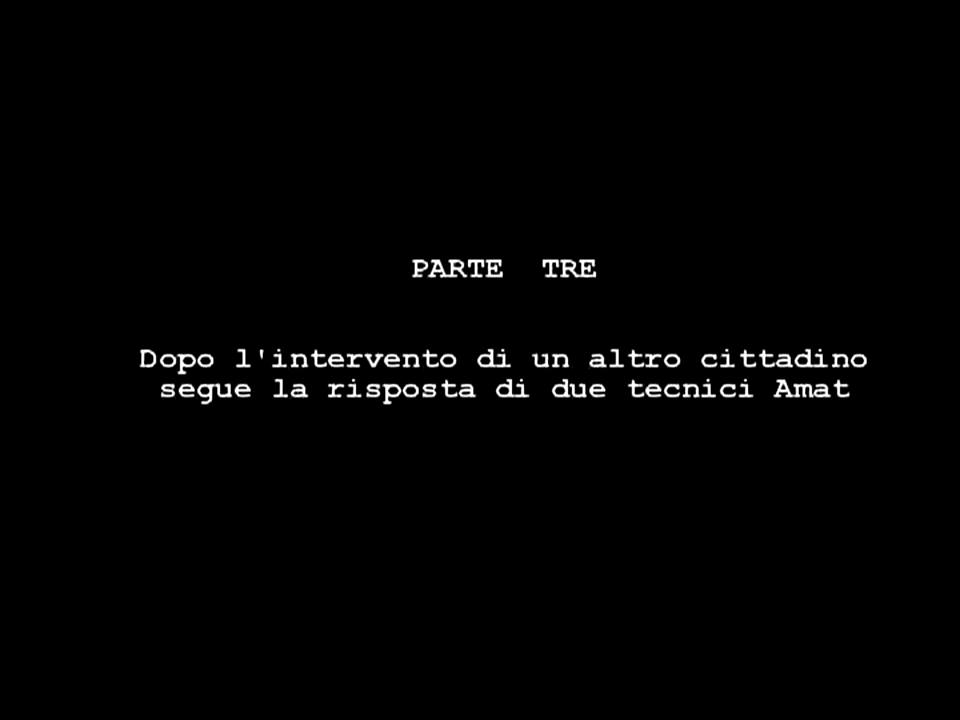 PARTE TRE
Dopo l'intervento di un altro cittadino
segue la risposta di due tecnici Amat